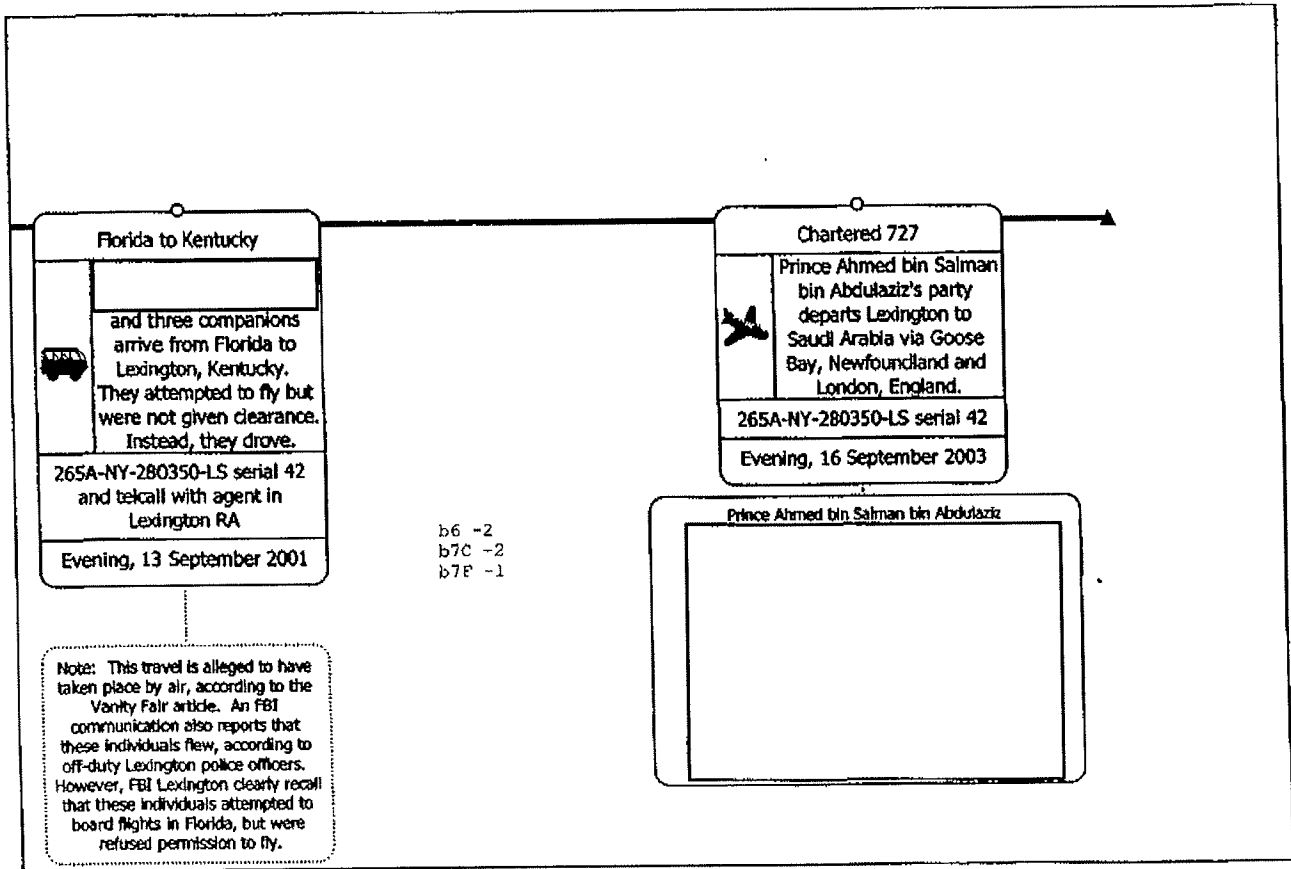 Florida to Kentucky
and three companions
arrive from Florida to
Lexington, Kentucky.
They attempted to fly but
were not given clearance.
Instead, they drove.
265A-NY-280350-LS serial 42
and telcall with agent in
Lexington RA
Evening, 13 September 2001
Note: This travel is alleged to have
taken place by air, according to the
Vanity Fair article. An FBI
communication also reports that
these individuals flew, according to
off-duty Lexington police officers.
However, FBI Lexington clearly recall
that these individuals attempted to
board flights in Florida, but were
refused permission to fly.
b6 -2
b7C -2
b7F -1
Chartered 727
Prince Ahmed bin Salman
bin Abdulaziz's party
departs Lexington to
Saudi Arabia via Goose
Bay, Newfoundland and
London, England.
265A-NY-280350-LS serial 42
Evening, 16 September 2003
Prince Ahmed bin Salman bin Abdulaziz